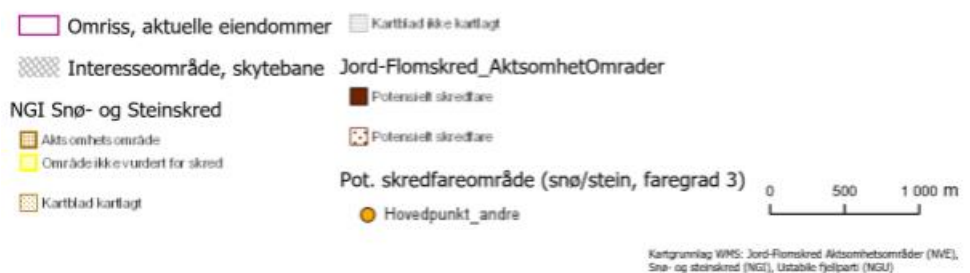 Omriss, aktuelle eiendommer
Interesseområde, skytebane
NGI Snø- og Steinskred
Aktsomhetsområde
Område ikke vurdert for skred
Kartblad kartlagt
Kartblad ikke kartlagt
Jord-Flomskred_AktsomhetOmrader
Potensielt skredfare
Potensielt skredfare
Pot. skredfareområde (snø/stein, faregrad 3)
Hovedpunkt_andre
0 500 1 000 m
Kartgrunnlag WMS: Jord-Flomskred Aktsomhetsområder (NVE),
Snø- og steinskred (NGI), Ustabile fjellparti (NGU)